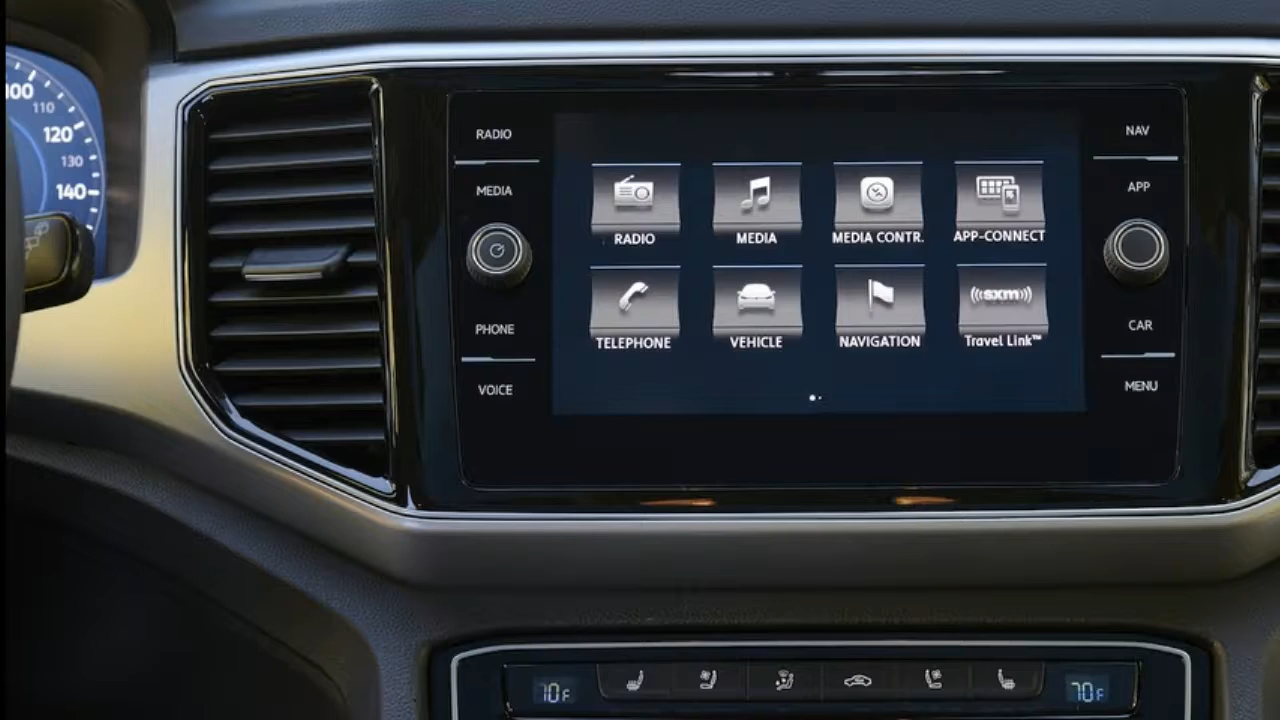 100
110
120
130
140
RADIO
MEDIA
PHONE
VOICE
RADIO
MEDIA
MEDIA CONTR.
APP-CONNECT
TELEPHONE
VEHICLE
NAVIGATION
((sxm))
Travel Link™
NAV
APP
CAR
MENU
70F